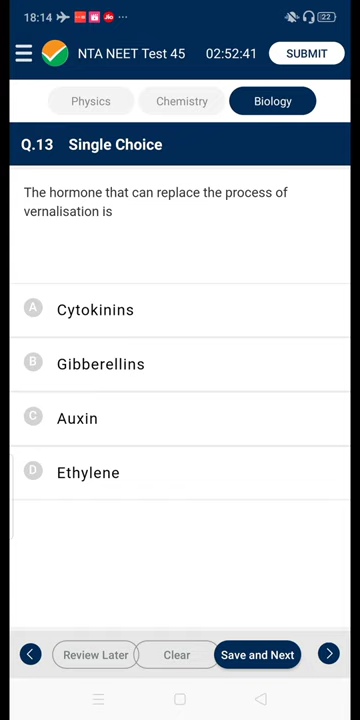 18:14
22
NTA NEET Test 45 02:52:41 SUBMIT
Physics Chemistry Biology
Q.13 Single Choice
The hormone that can replace the process of
vernalisation is
A Cytokinins
B Gibberellins
C Auxin
D Ethylene
Review Later Clear Save and Next